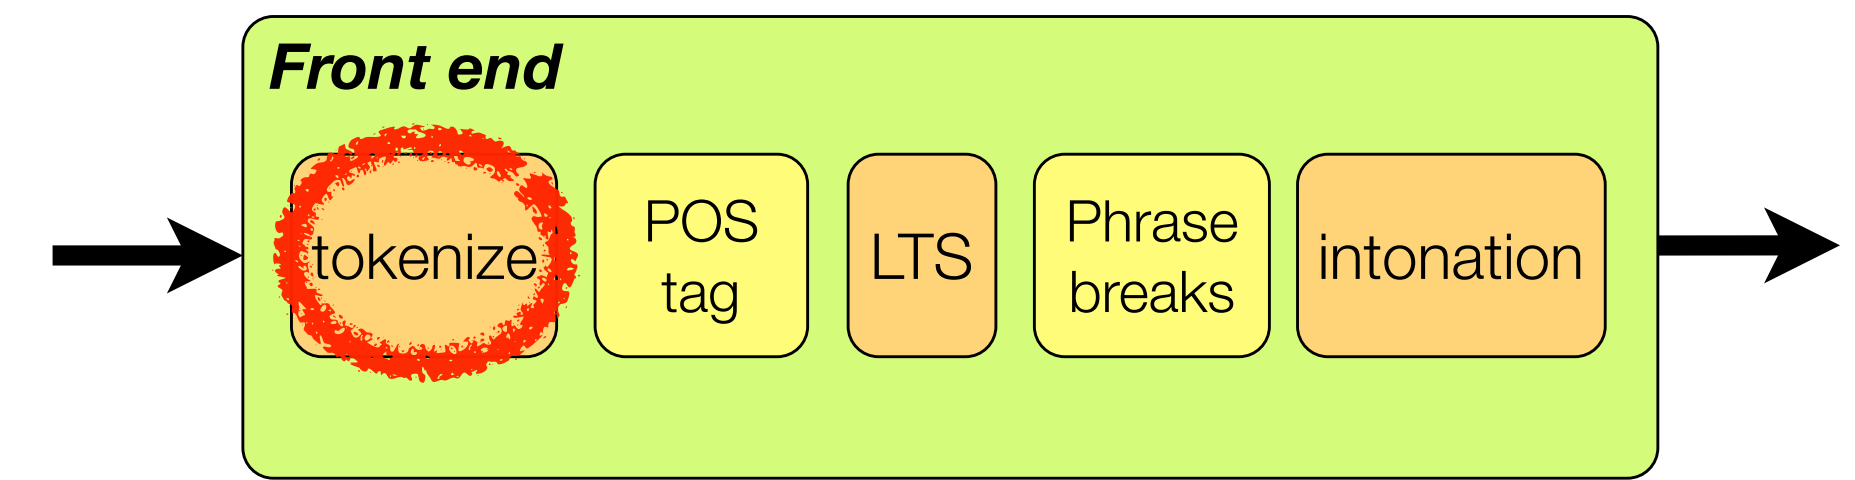 Front end
tokenize
POS
tag
LTS
Phrase
breaks
intonation